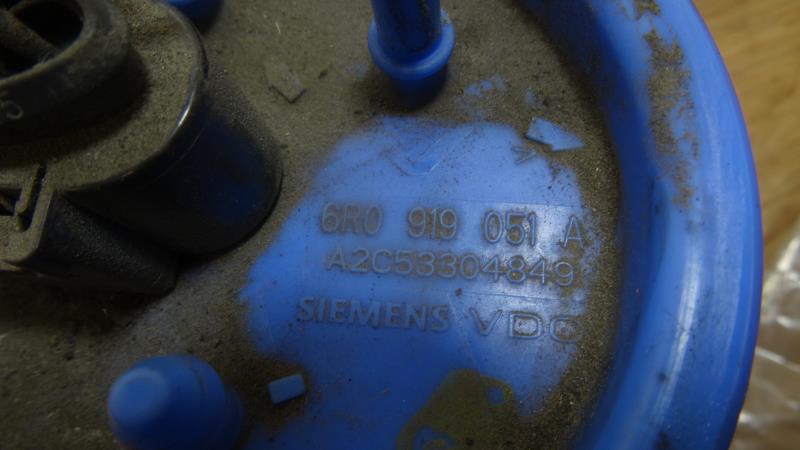 6R0 919 051 A
A2C53304849
SIEMENS VDO